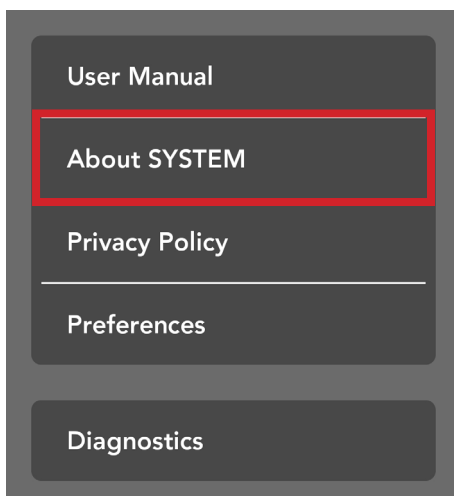 User Manual
About SYSTEM
Privacy Policy
Preferences
Diagnostics